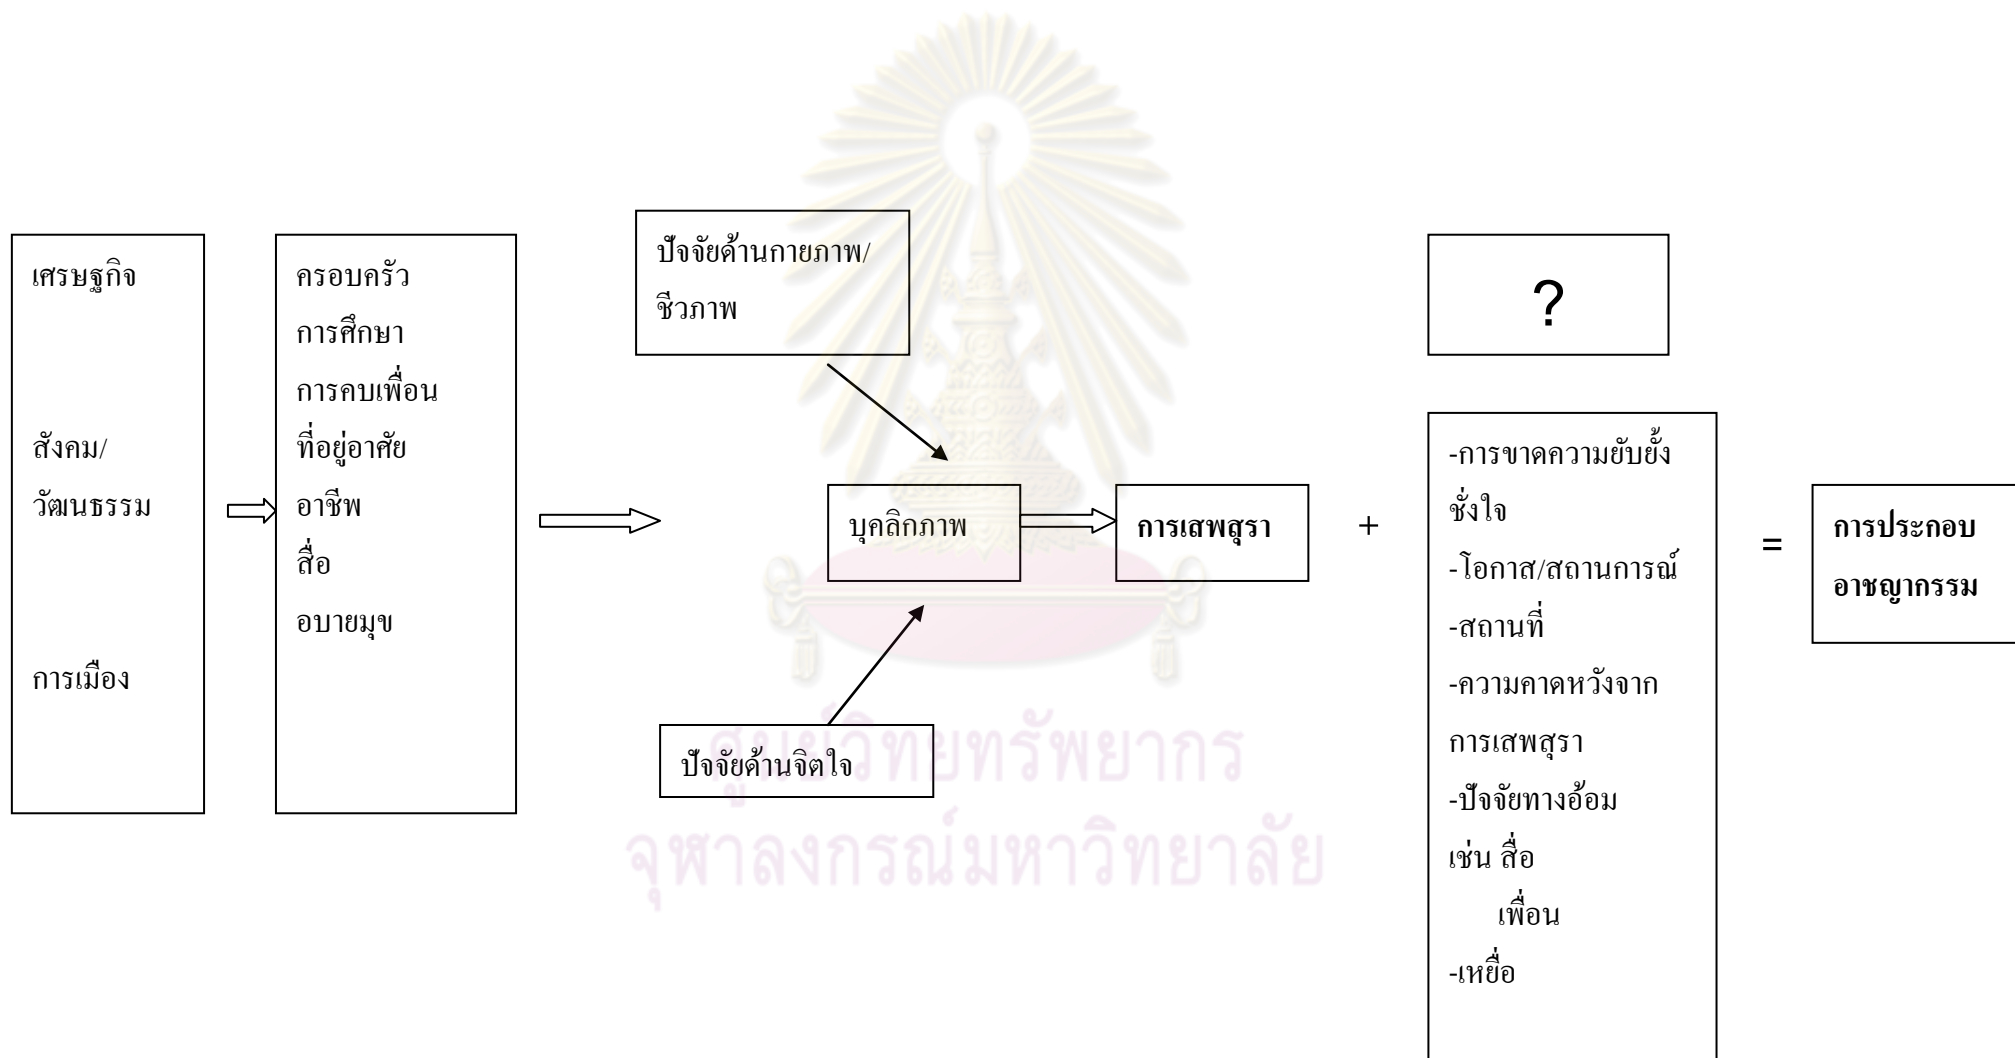 เศรษฐกิจ
สังคม/
วัฒนธรรม
การเมือง
ครอบครัว
การศึกษา
การคบเพื่อน
ที่อยู่อาศัย
อาชีพ
สื่อ
อบายมุข
ปัจจัยด้านกายภาพ/
ชีวภาพ
บุคลิกภาพ
ปัจจัยด้านจิตใจ
การเสพสุรา
+
?
-การขาดความยับยั้ง
ชั่งใจ
-โอกาส/สถานการณ์
-สถานที่
-ความคาดหวังจาก
การเสพสุรา
-ปัจจัยทางอ้อม
เช่น สื่อ
เพื่อน
-เหยื่อ
=
การประกอบ
อาชญากรรม
ศูนย์วิทยทรัพยากร
จุฬาลงกรณ์มหาวิทยาลัย